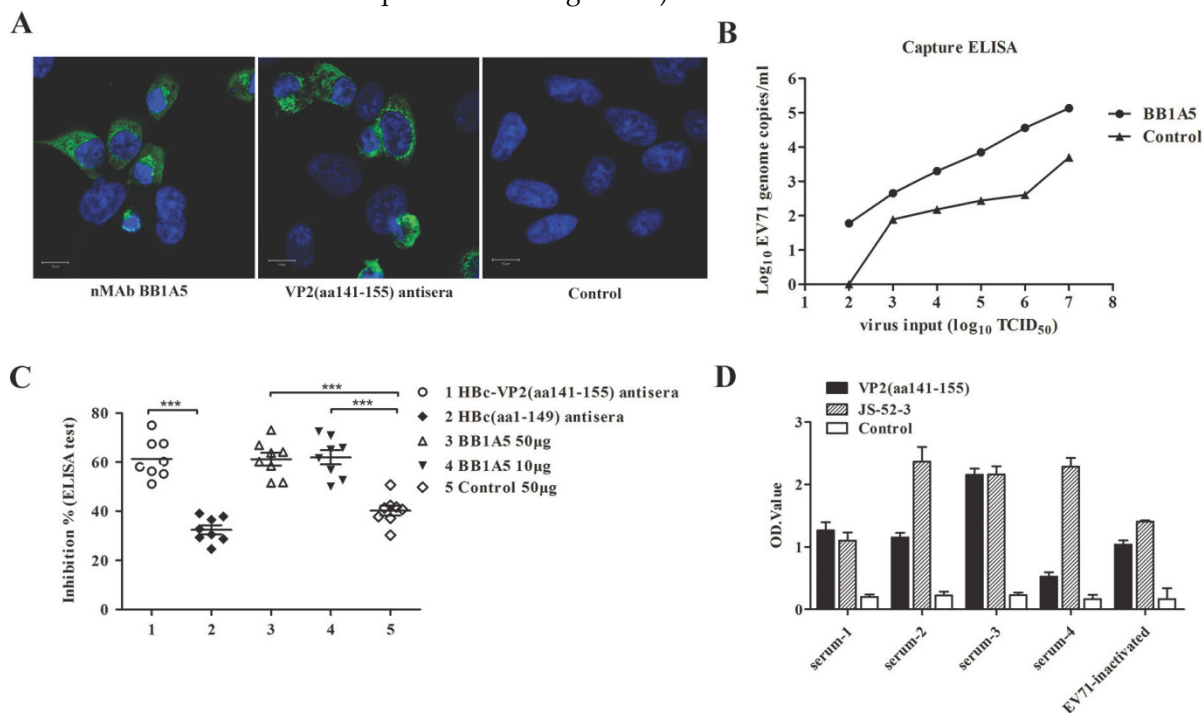 A
nMAb BB1A5
VP2(aa141-155) antisera
Control
B
Capture ELISA
Log10 EV71 genome copies/ml
6
5
4
3
2
1
0
1 2 3 4 5 6 7 8
virus input (log10 TCID50)
BB1A5
Control
C
Inhibition % (ELISA test)
80
60
40
20
0
***
***
***
1 2 3 4 5
1 HBc-VP2(aa141-155) antisera
2 HBc(aa1-149) antisera
3 BB1A5 50μg
4 BB1A5 10μg
5 Control 50μg
D
VP2(aa141-155)
JS-52-3
Control
OD.Value
3
2
1
0
serum-1
serum-2
serum-3
serum-4
EV71-inactivated